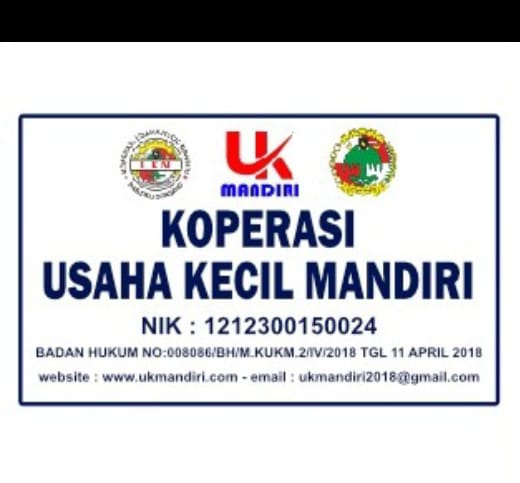 UK
MANDIRI
KOPERASI
USAHA KECIL MANDIRI
NIK : 1212300150024
BADAN HUKUM NO:008086/BH/M.KUKM.2/IV/2018 TGL 11 APRIL 2018
website : www.ukmandiri.com - email : ukmandiri2018@gmail.com